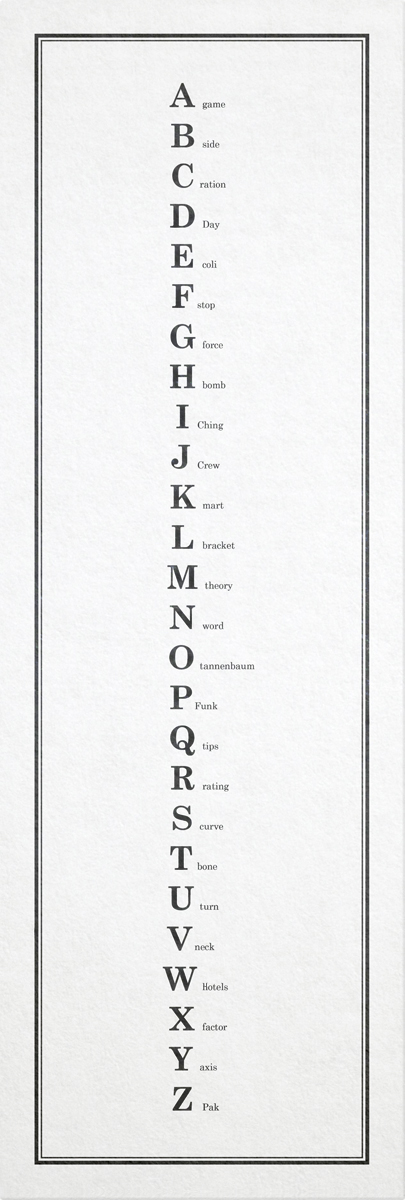 A game
B side
C ration
D Day
E coli
F stop
G force
H bomb
I Ching
J Crew
K mart
L bracket
M theory
N word
O tannenbaum
P Funk
Q tips
R rating
S curve
T bone
U turn
V neck
W Hotels
X factor
Y axis
Z Pak